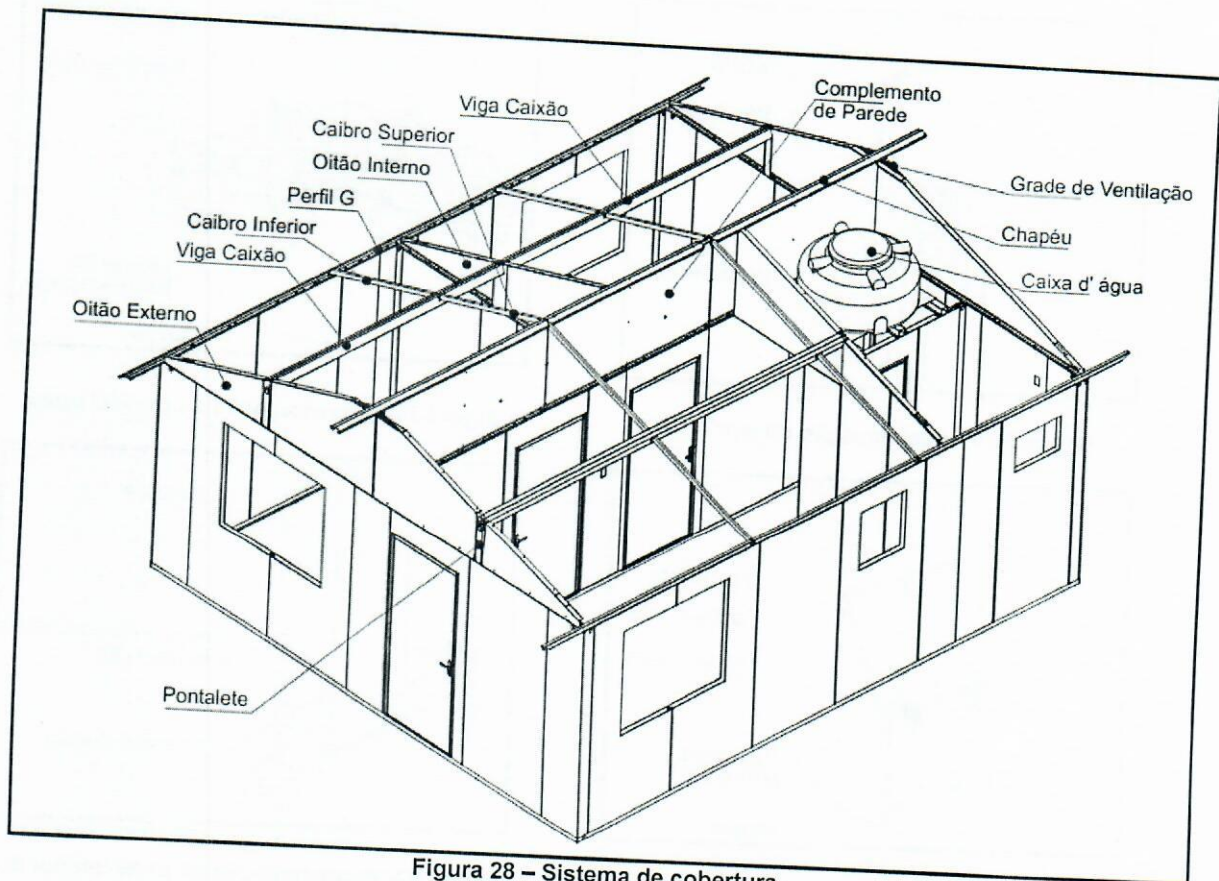 Viga Caixão
Complemento
de Parede
Caibro Superior
Oitão Interno
Perfil G
Caibro Inferior
Viga Caixão
Oitão Externo
Grade de Ventilação
Chapéu
Caixa d' água
Pontalete
Figura 28 – Sistema de cobertura